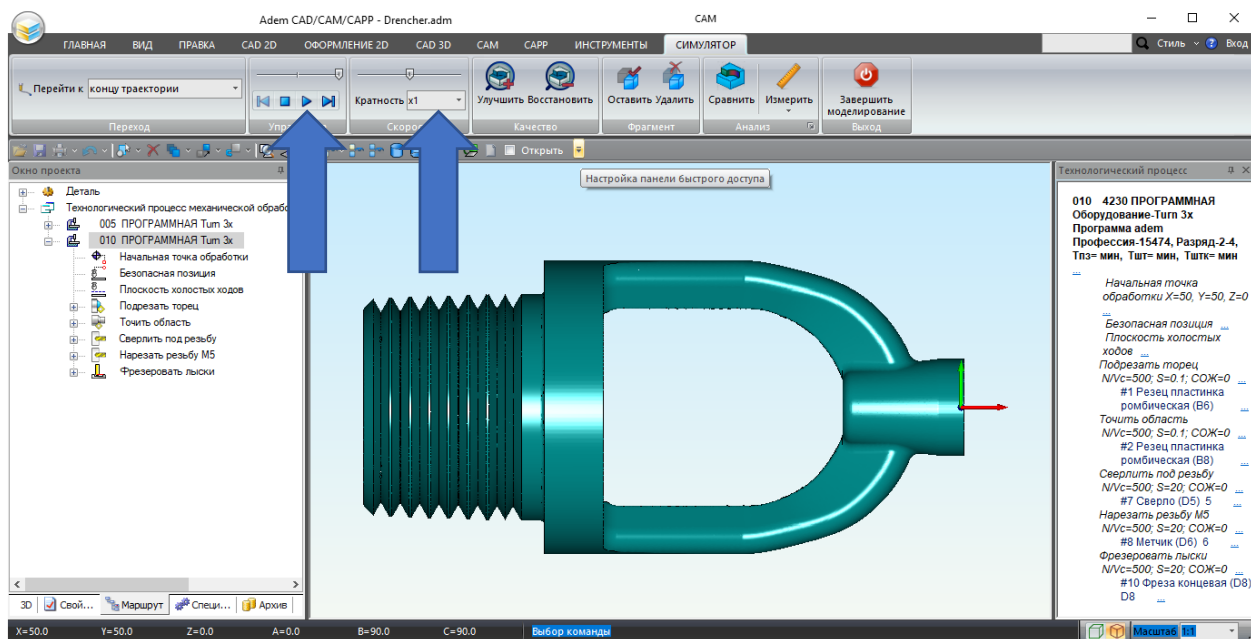 Adem CAD/CAM/CAPP - Drencher.adm
CAM
ГЛАВНАЯ ВИД ПРАВКА CAD 2D ОФОРМЛЕНИЕ 2D CAD 3D CAM CAPP ИНСТРУМЕНТЫ СИМУЛЯТОР
Стиль
Вход
Перейти к концу траектории
Кратность x1
Улучшить Восстановить
Оставить Удалить
Сравнить Измерить
Завершить
моделирование
Переход
Качество
Фрагмент
Анализ
Выход
Открыть
Настройка панели быстрого доступа
Окно проекта
Деталь
Технологический процесс механической
005 ПРОГРАММНАЯ Turn 3x
010 ПРОГРАММНАЯ Turn 3x
Начальная точка обработки
Безопасная позиция
Плоскость холостых ходов
Подрезать торец
Точить область
Сверлить под резьбу
Нарезать резьбу М5
Фрезеровать лыски
3D Свой... Маршрут Специ... Архив
Технологический процесс
010 4230 ПРОГРАММНАЯ
Оборудование-Turn 3x
Программа adem
Профессия-15474, Разряд-2-4,
Тпз= мин, Тшт= мин, Тштк= мин
...
Начальная точка
обработки X=50, Y=50, Z=0
...
Безопасная позиция ...
Плоскость холостых
ходов ...
Подрезать торец
N/Vc=500; S=0.1; СОЖ=0 ...
#1 Резец пластинка
ромбическая (В6) ...
Точить область
N/Vc=500; S=0.1; СОЖ=0 ...
#2 Резец пластинка
ромбическая (В8) ...
Сверлить под резьбу
N/Vc=500; S=20; СОЖ=0 ...
#7 Сверло (D5) 5 ...
Нарезать резьбу М5
N/Vc=500; S=20; СОЖ=0 ...
#8 Метчик (D6) 6 ...
Фрезеровать лыски
N/Vc=500; S=20; СОЖ=0 ...
#10 Фреза концевая (D8)
D8 ...
X=50.0 Y=50.0 Z=0.0 A=0.0 B=90.0 C=90.0 Выбор команды Масштаб 1:1